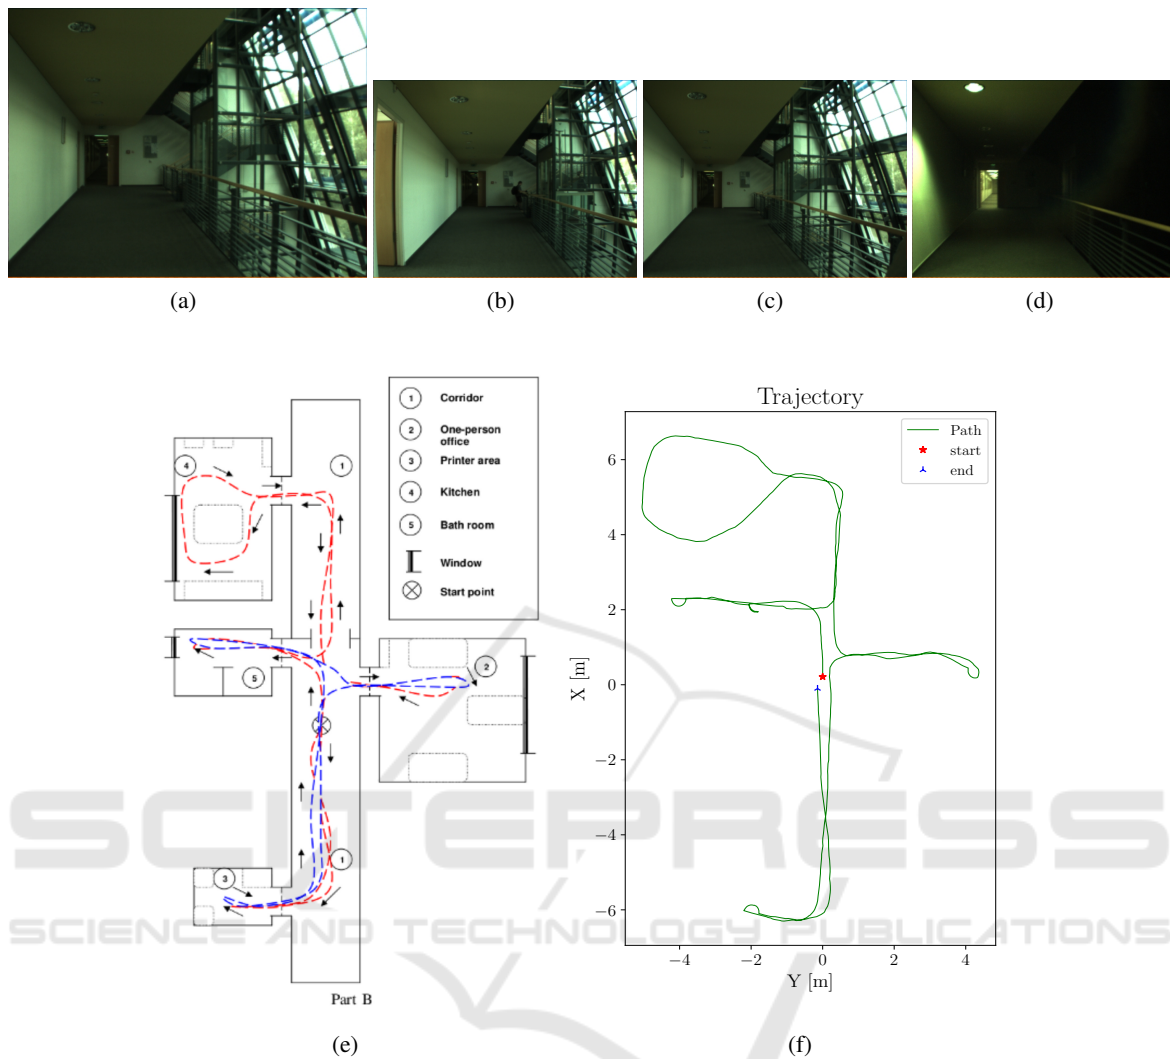 (a)
(b)
(c)
(d)
1 Corridor
2 One-person office
3 Printer area
4 Kitchen
5 Bath room
Window
Start point
4
1
5
2
3
1
Part B
(e)
Trajectory
Path
start
end
6
4
2
0
−2
−4
−6
X [m]
−4 −2 0 2 4
Y [m]
(f)
SCITEPRESS
SCIENCE AND TECHNOLOGY PUBLICATIONS